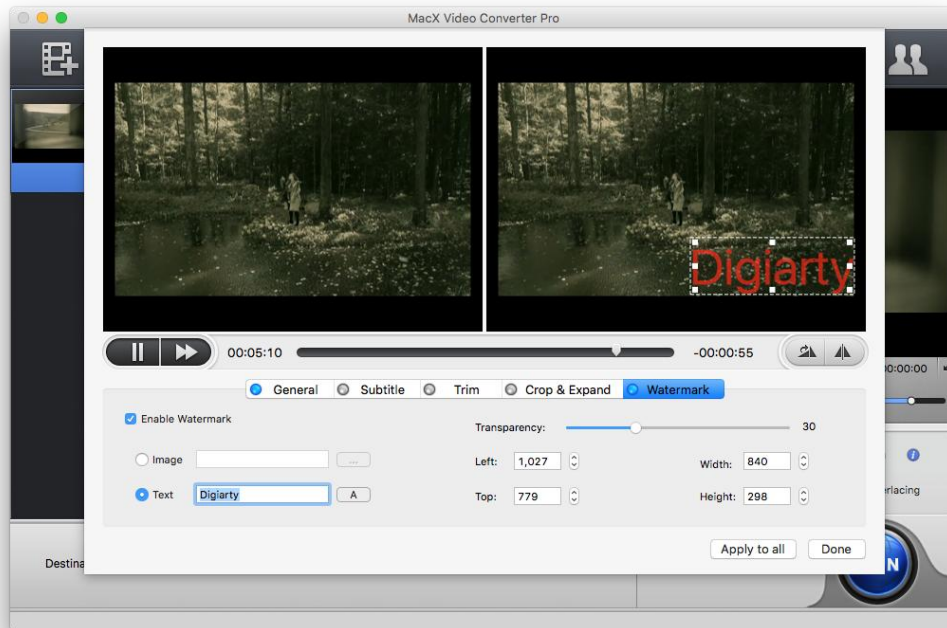 MacX Video Converter Pro
Digiarty
00:05:10
-00:00:55
General
Subtitle
Trim
Crop & Expand
Watermark
Enable Watermark
Transparency:
30
Image
...
Left:
1,027
Width:
840
Text
Digiarty
A
Top:
779
Height:
298
Apply to all
Done
0:00:00
erlacing
Destina
N